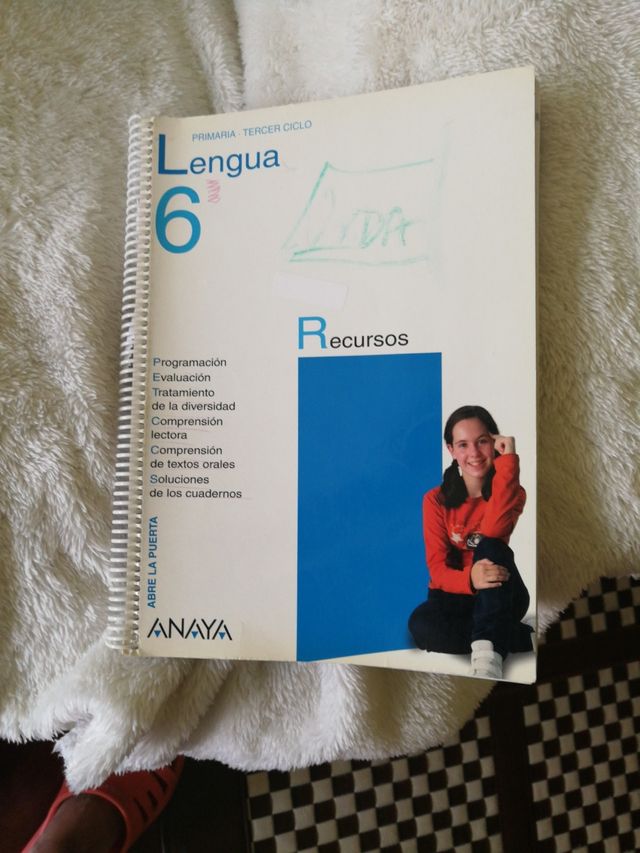 PRIMARIA · TERCER CICLO
Lengua
6
Recursos
Programación
Evaluación
Tratamiento
de la diversidad
Comprensión
lectora
Comprensión
de textos orales
Soluciones
de los cuadernos
ABRE LA PUERTA
ANAYA